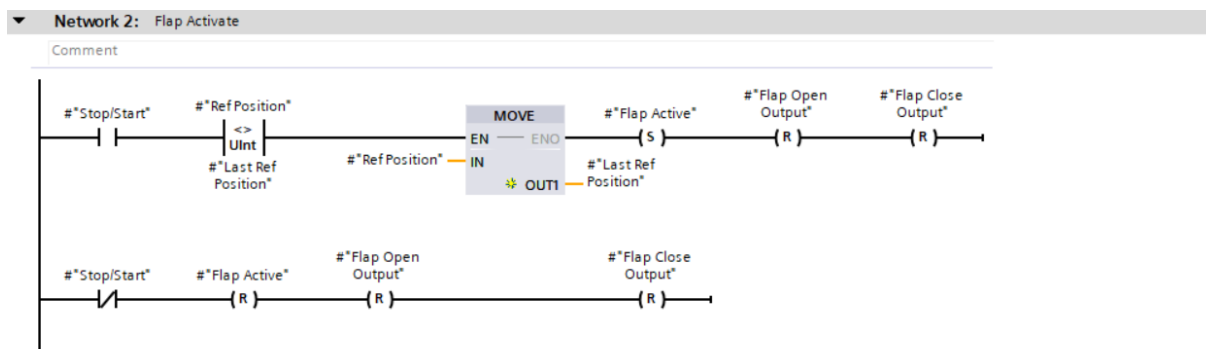 Network 2: Flap Activate
Comment
#"Stop/Start"
#"Ref Position"
<>
UInt
#"Last Ref
Position"
MOVE
EN ENO
#"Ref Position" IN
OUT1
#"Last Ref
Position"
#"Flap Active"
S
#"Flap Open
Output"
R
#"Flap Close
Output"
R
#"Stop/Start"
#"Flap Active"
R
#"Flap Open
Output"
R
#"Flap Close
Output"
R